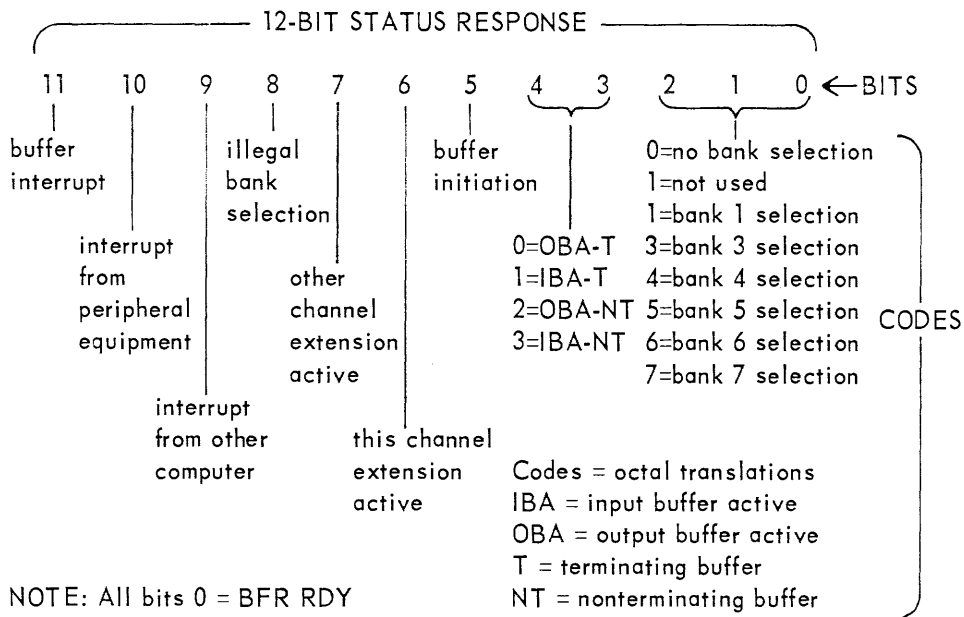 12-BIT STATUS RESPONSE
11 10 9 8 7 6 5 4 3 2 1 0 ←BITS
buffer
interrupt
interrupt
from
peripheral
equipment
interrupt
from other
computer
illegal
bank
selection
other
channel
extension
active
this channel
extension
active
buffer
initiation
0=OBA-T
1=IBA-T
2=OBA-NT
3=IBA-NT
0=no bank selection
1=not used
1=bank 1 selection
3=bank 3 selection
4=bank 4 selection
5=bank 5 selection
6=bank 6 selection
7=bank 7 selection
CODES
Codes = octal translations
IBA = input buffer active
OBA = output buffer active
T = terminating buffer
NT = nonterminating buffer
NOTE: All bits 0 = BFR RDY